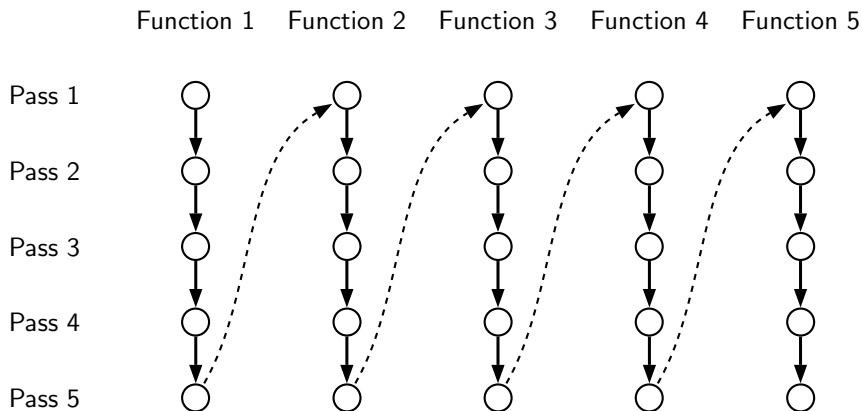 Function 1 Function 2 Function 3 Function 4 Function 5
Pass 1
Pass 2
Pass 3
Pass 4
Pass 5